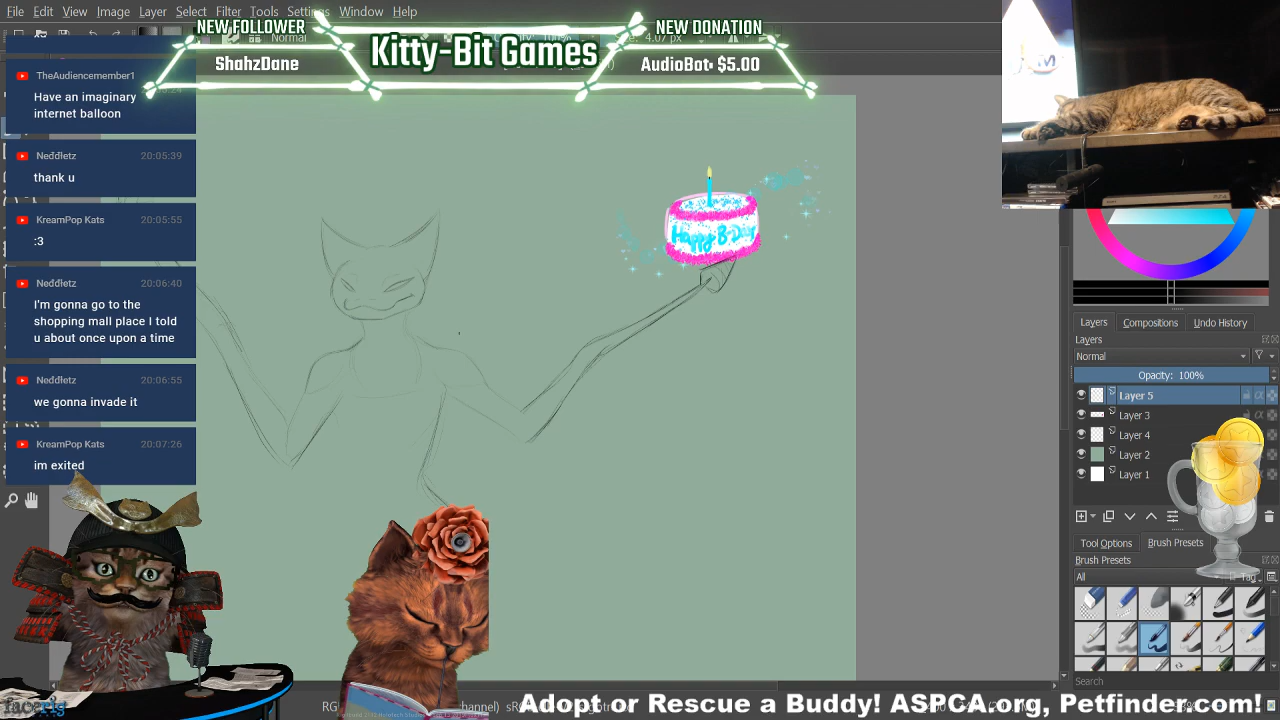 File Edit View Image Layer Select Filter Tools Settings Window Help
NEW FOLLOWER
ShahzDane
Kitty-Bit Games
NEW DONATION
AudioBot: $5.00
Normal
4.07 px
TheAudiencemember1
Have an imaginary
internet balloon
Neddletz 20:05:39
thank u
KreamPop Kats 20:05:55
:3
Neddletz 20:06:40
I'm gonna go to the
shopping mall place I told
u about once upon a time
Neddletz 20:06:55
we gonna invade it
KreamPop Kats 20:07:26
im exited
Happy B-Day
Layers Compositions Undo History
Layers
Normal
Opacity: 100%
Layer 5
Layer 3
Layer 4
Layer 2
Layer 1
Tool Options Brush Presets
Brush Presets
All
Tag
Search
facerig
Adopt or Rescue a Buddy! ASPCA.org, Petfinder.com!